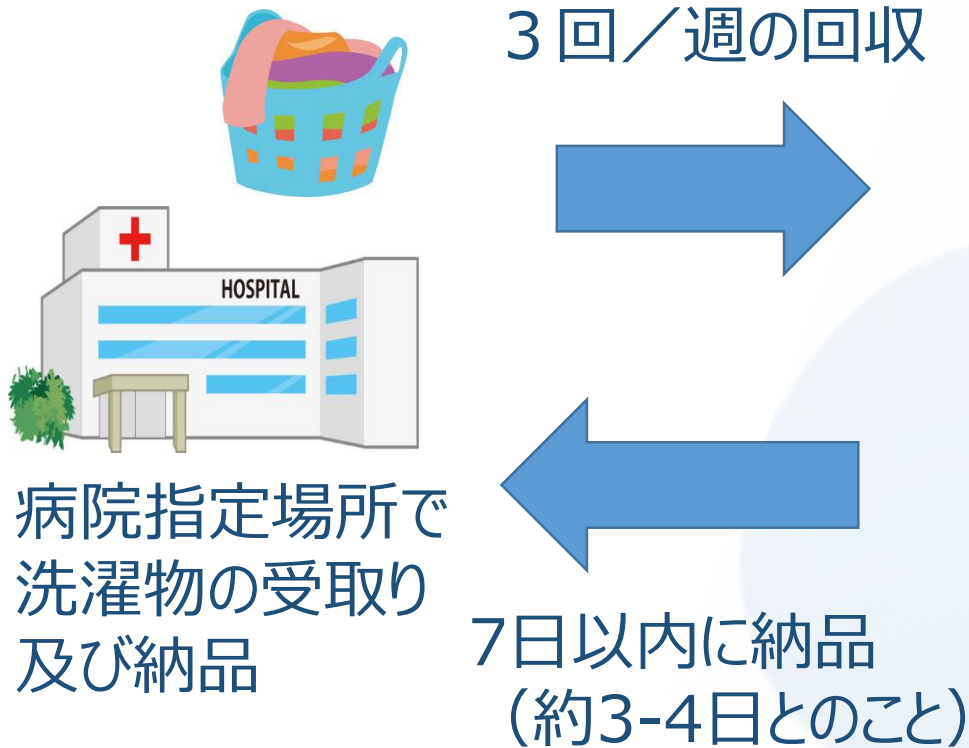 3回／週の回収
HOSPITAL
病院指定場所で
洗濯物の受取り
及び納品
7日以内に納品
（約3-4日とのこと）